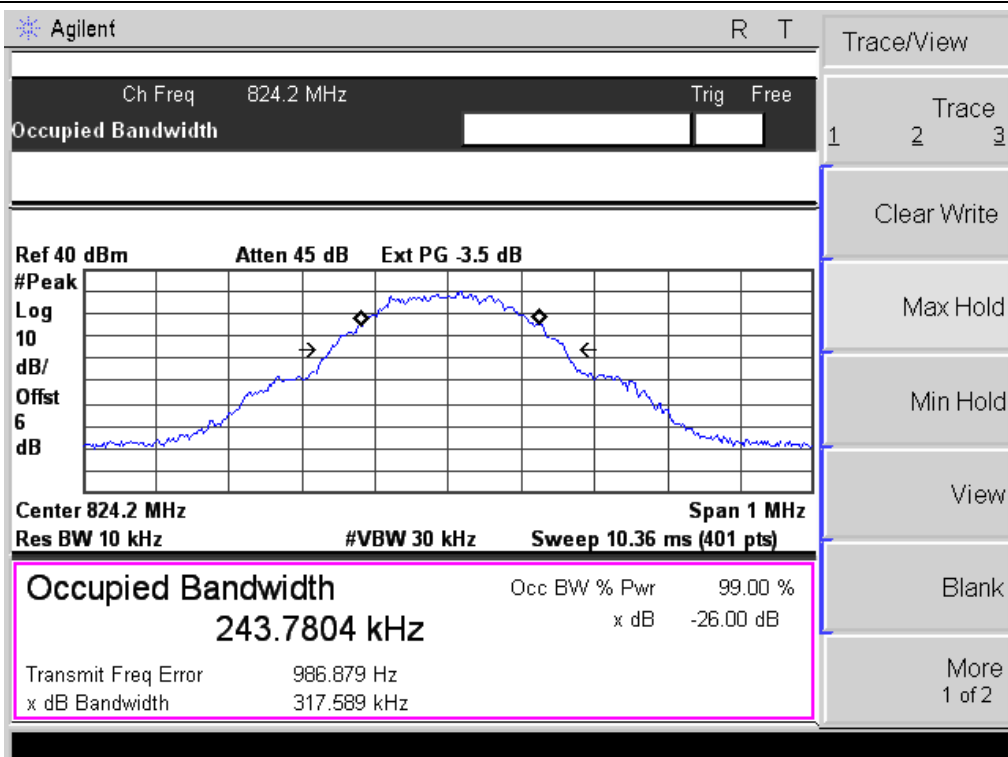 Agilent R T
Ch Freq 824.2 MHz Trig Free
Occupied Bandwidth
Ref 40 dBm Atten 45 dB Ext PG -3.5 dB
#Peak
Log
10
dB/
Offst
6
dB
Center 824.2 MHz Span 1 MHz
Res BW 10 kHz #VBW 30 kHz Sweep 10.36 ms (401 pts)
Occupied Bandwidth
243.7804 kHz
Occ BW % Pwr 99.00 %
x dB -26.00 dB
Transmit Freq Error 986.879 Hz
x dB Bandwidth 317.589 kHz
Trace/View
Trace
1 2 3
Clear Write
Max Hold
Min Hold
View
Blank
More
1 of 2